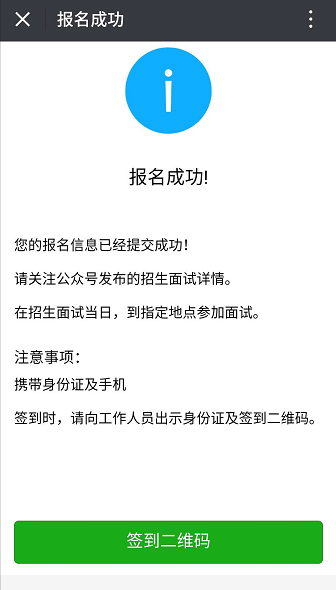 报名成功
报名成功!
您的报名信息已经提交成功!
请关注公众号发布的招生面试详情。
在招生面试当日，到指定地点参加面试。
注意事项：
携带身份证及手机
签到时，请向工作人员出示身份证及签到二维码。
签到二维码